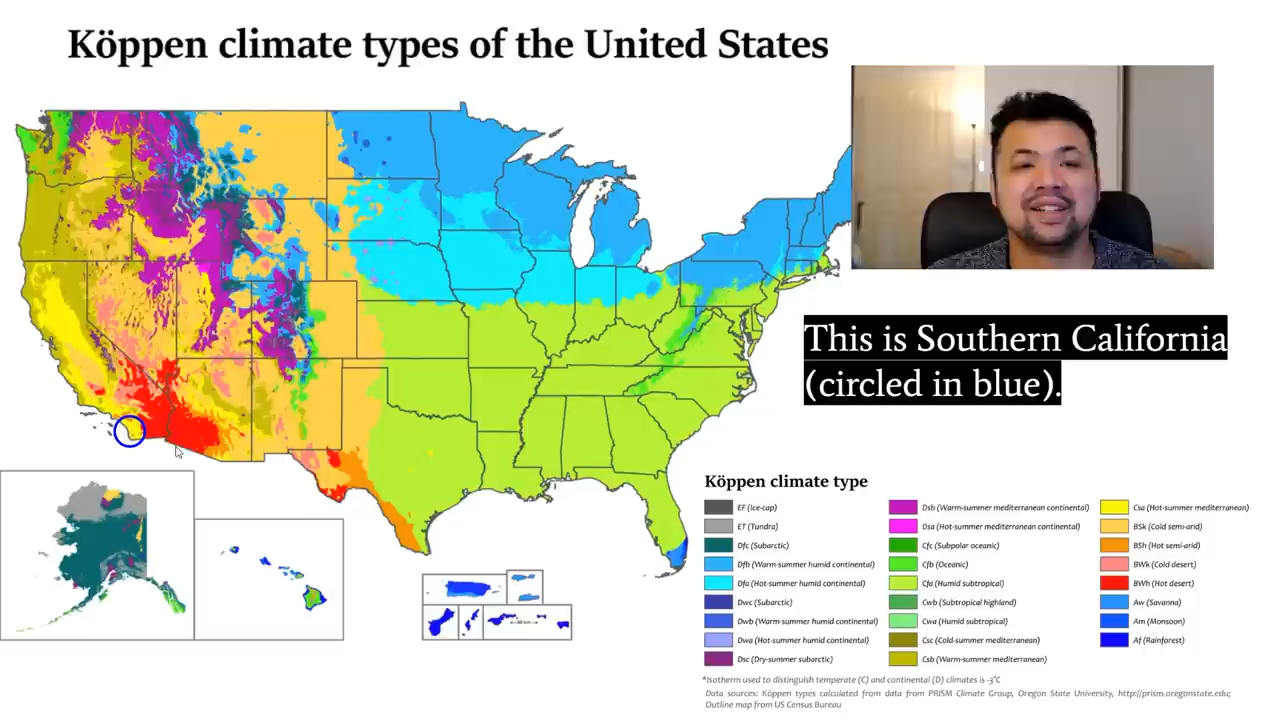 Köppen climate types of the United States
This is Southern California
(circled in blue).
Köppen climate type
EF (Ice-cap)
ET (Tundra)
Dfc (Subarctic)
Dfb (Warm-summer humid continental)
Dfa (Hot-summer humid continental)
Dwc (Subarctic)
Dwb (Warm-summer humid continental)
Dwa (Hot-summer humid continental)
Dsc (Dry-summer subarctic)
Dsb (Warm-summer mediterranean continental)
Dsa (Hot-summer mediterranean continental)
Cfc (Subpolar oceanic)
Cfb (Oceanic)
Cfa (Humid subtropical)
Cwb (Subtropical highland)
Cwa (Humid subtropical)
Csc (Cold-summer mediterranean)
Csb (Warm-summer mediterranean)
Csa (Hot-summer mediterranean)
BSk (Cold semi-arid)
BSh (Hot semi-arid)
BWk (Cold desert)
BWh (Hot desert)
Aw (Savanna)
Am (Monsoon)
Af (Rainforest)
*Isotherm used to distinguish temperate (C) and continental (D) climates is -3°C
Data sources: Köppen types calculated from data from PRISM Climate Group, Oregon State University, http://prism.oregonstate.edu;
Outline map from US Census Bureau